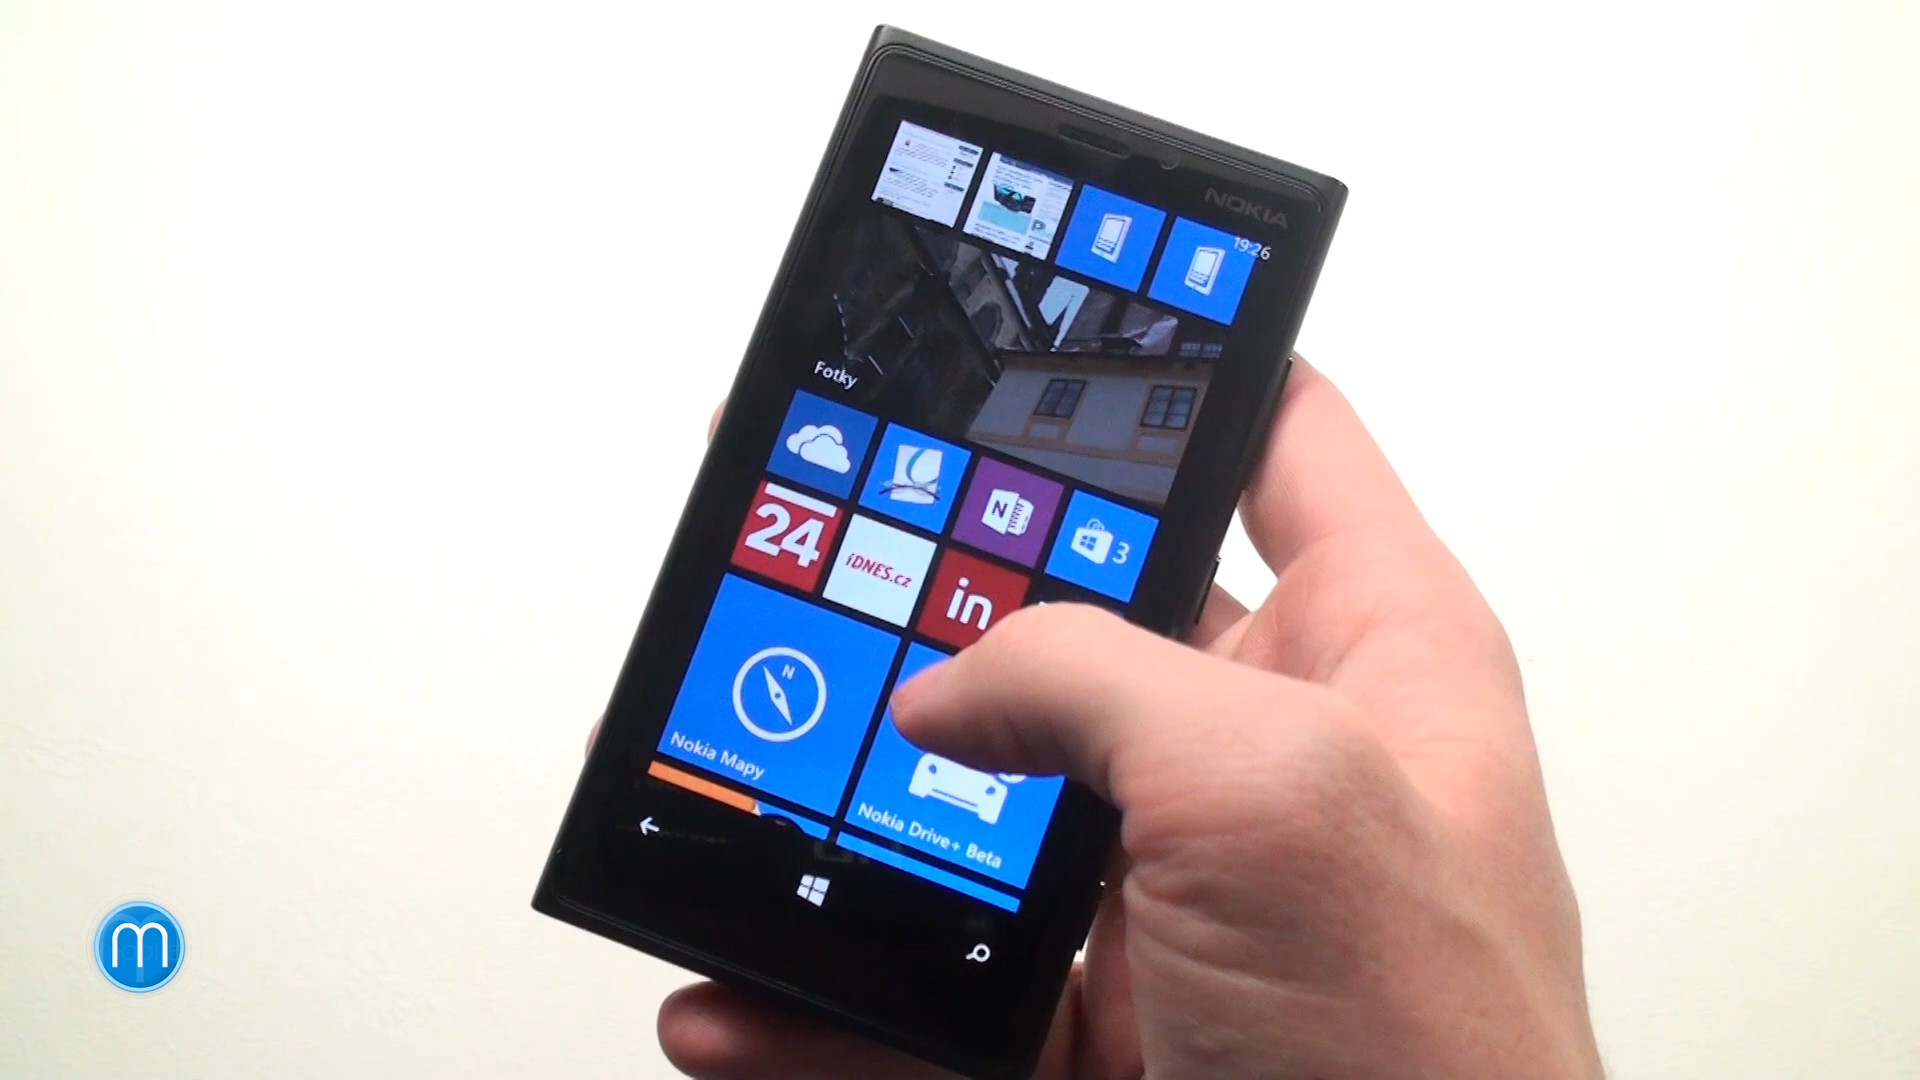 NOKIA
19:26
Fotky
N
3
24
iDNES.cz
in
N
Nokia Mapy
Nokia Drive+ Beta
m